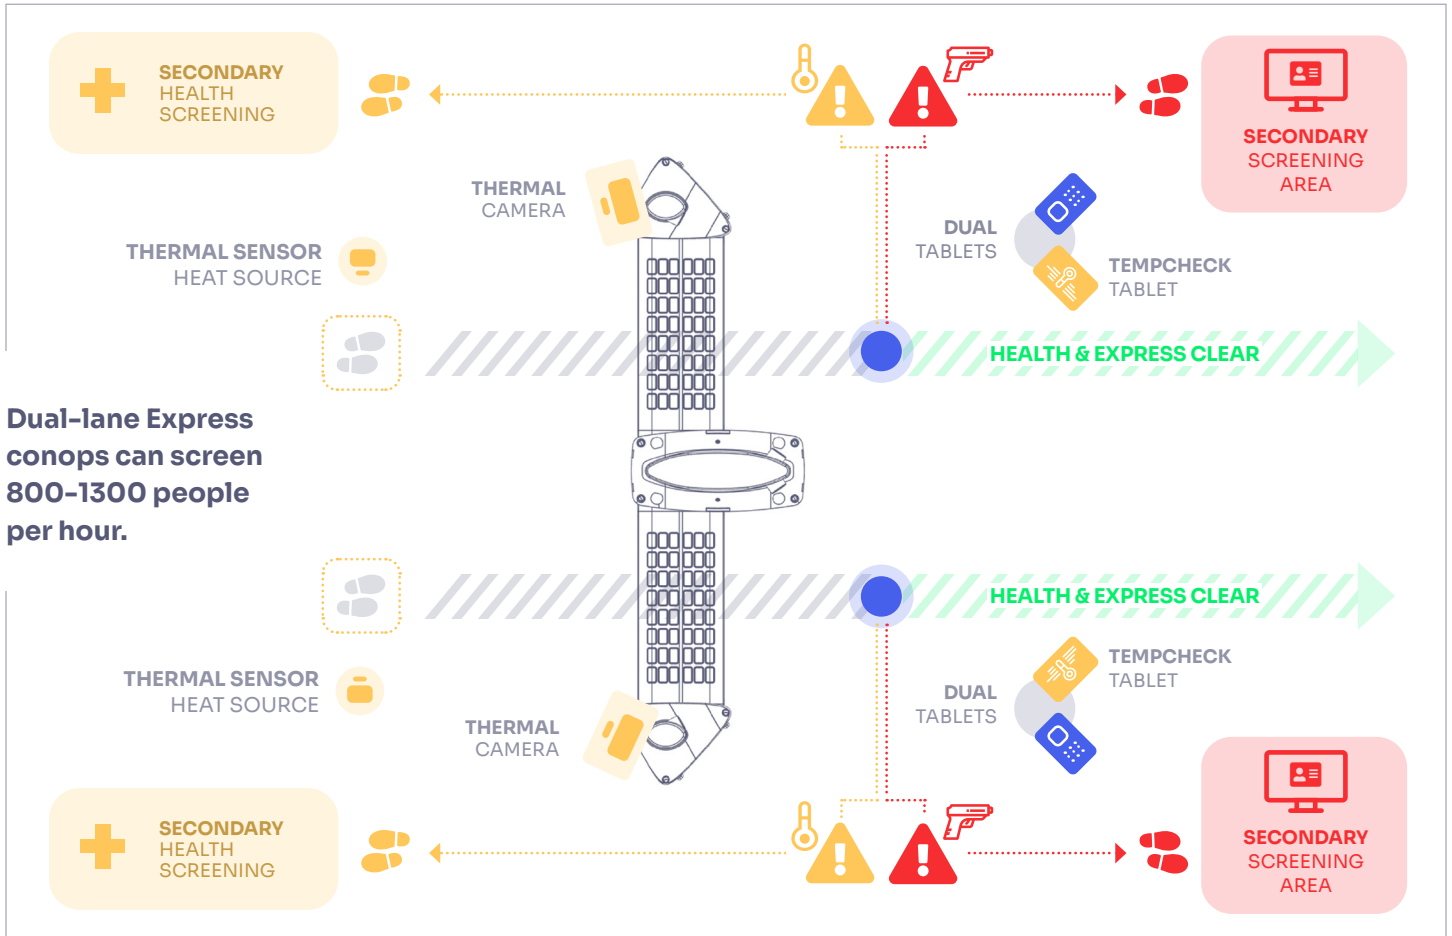 SECONDARY
HEALTH
SCREENING
SECONDARY
SCREENING
AREA
THERMAL
CAMERA
DUAL
TABLETS
TEMPCHECK
TABLET
THERMAL SENSOR
HEAT SOURCE
HEALTH & EXPRESS CLEAR
Dual-lane Express
conops can screen
800-1300 people
per hour.
HEALTH & EXPRESS CLEAR
THERMAL SENSOR
HEAT SOURCE
THERMAL
CAMERA
TEMPCHECK
TABLET
DUAL
TABLETS
SECONDARY
HEALTH
SCREENING
SECONDARY
SCREENING
AREA